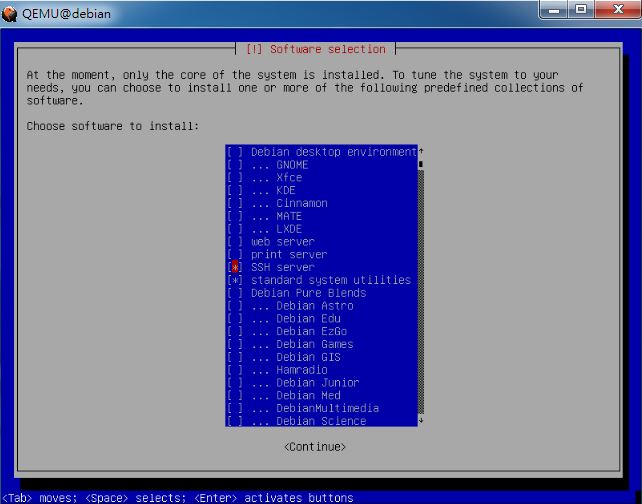 QEMU@debian
[!] Software selection
At the moment, only the core of the system is installed. To tune the system to your
needs, you can choose to install one or more of the following predefined collections of
software.
Choose software to install:
[ ] Debian desktop environment↑
[ ] ... GNOME
[ ] ... Xfce
[ ] ... KDE
[ ] ... Cinnamon
[ ] ... MATE
[ ] ... LXDE
[ ] web server
[ ] print server
[*] SSH server
[*] standard system utilities
[ ] Debian Pure Blends
[ ] ... Debian Astro
[ ] ... Debian Edu
[ ] ... Debian EzGo
[ ] ... Debian Games
[ ] ... Debian GIS
[ ] ... Hamradio
[ ] ... Debian Junior
[ ] ... Debian Med
[ ] ... DebianMultimedia
[ ] ... Debian Science ↓
<Continue>
<Tab> moves; <Space> selects; <Enter> activates buttons